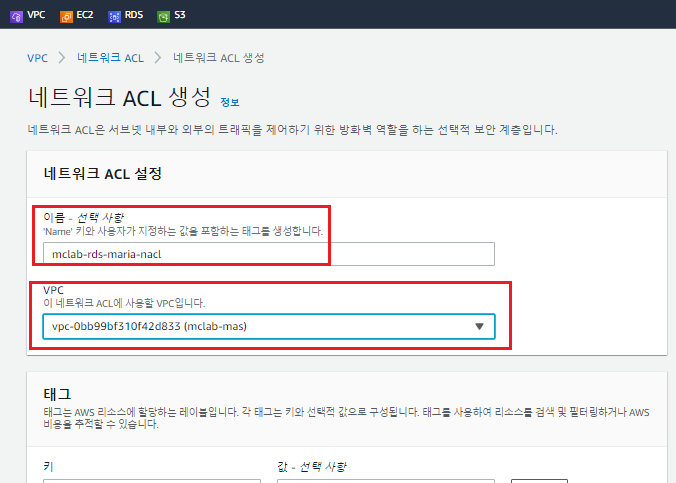 VPC EC2 RDS S3
VPC > 네트워크 ACL > 네트워크 ACL 생성
네트워크 ACL 생성 정보
네트워크 ACL은 서브넷 내부와 외부의 트래픽을 제어하기 위한 방화벽 역할을 하는 선택적 보안 계층입니다.
네트워크 ACL 설정
이름 - 선택 사항
'Name' 키와 사용자가 지정하는 값을 포함하는 태그를 생성합니다.
mclab-rds-maria-nacl
VPC
이 네트워크 ACL에 사용할 VPC입니다.
vpc-0bb99bf310f42d833 (mclab-mas)
태그
태그는 AWS 리소스에 할당하는 레이블입니다. 각 태그는 키와 선택적 값으로 구성됩니다. 태그를 사용하여 리소스를 검색 및 필터링하거나 AWS
비용을 추적할 수 있습니다.
키 값 - 선택 사항